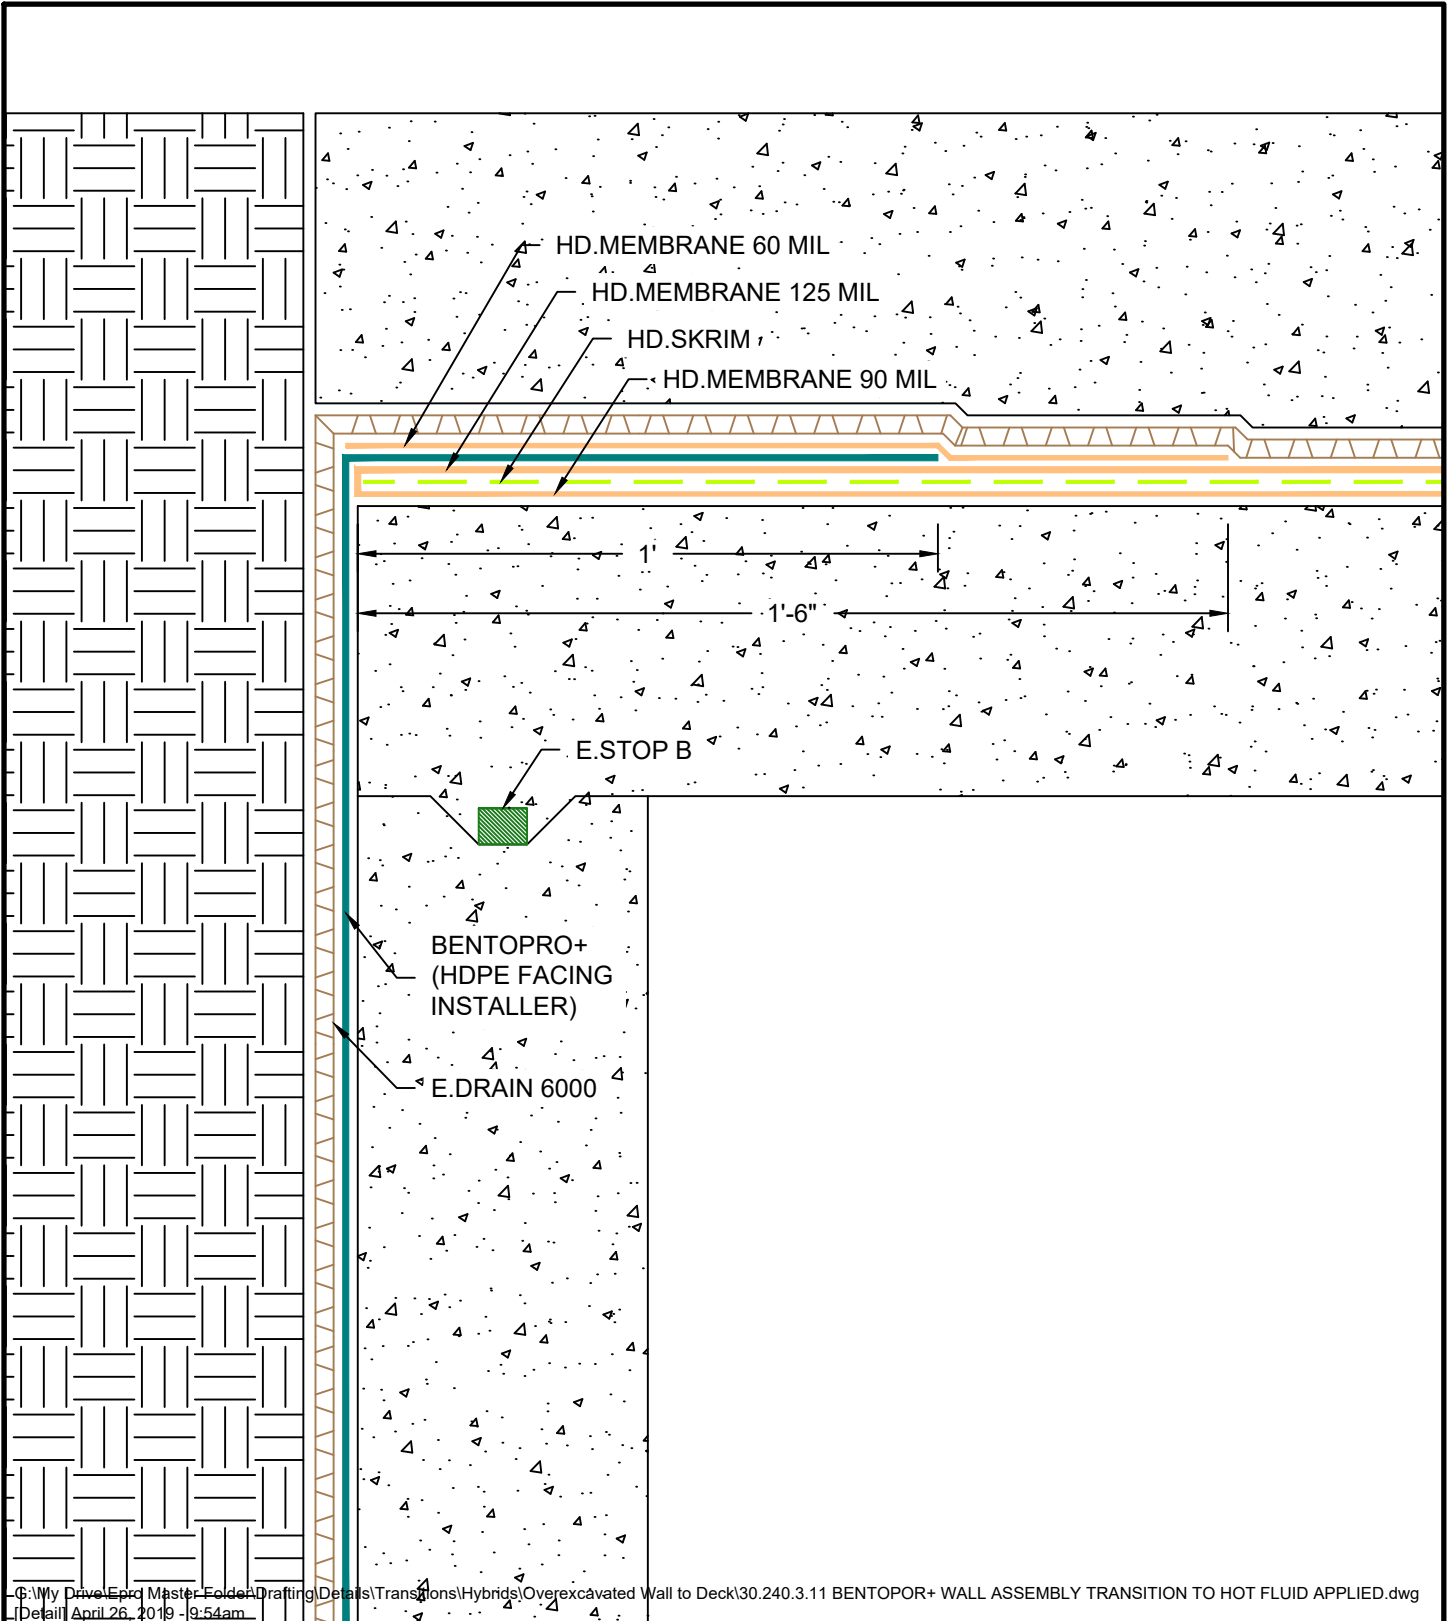 HD.MEMBRANE 60 MIL
HD.MEMBRANE 125 MIL
HD.SKRIM
HD.MEMBRANE 90 MIL
1'
1'-6"
E.STOP B
BENTOPRO+
(HDPE FACING
INSTALLER)
E.DRAIN 6000
G:\My Drive\Epro Master Folder\Drafting\Details\Transitions\Hybrids\Overexcavated Wall to Deck\30.240.3.11 BENTOPOR+ WALL ASSEMBLY TRANSITION TO HOT FLUID APPLIED.dwg
[Detail] April 26, 2019 - 9:54am